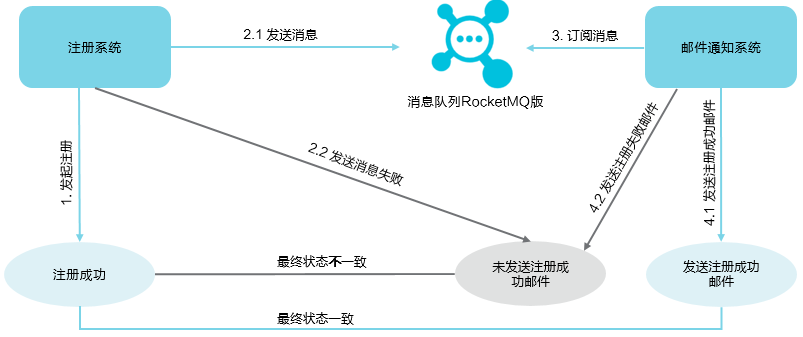 注册系统
2.1 发送消息
3. 订阅消息
邮件通知系统
消息队列RocketMQ版
1. 发起注册
2.2 发送消息失败
4.2 发送注册失败邮件
4.1 发送注册成功邮件
注册成功
最终状态不一致
未发送注册成
功邮件
发送注册成功
邮件
最终状态一致